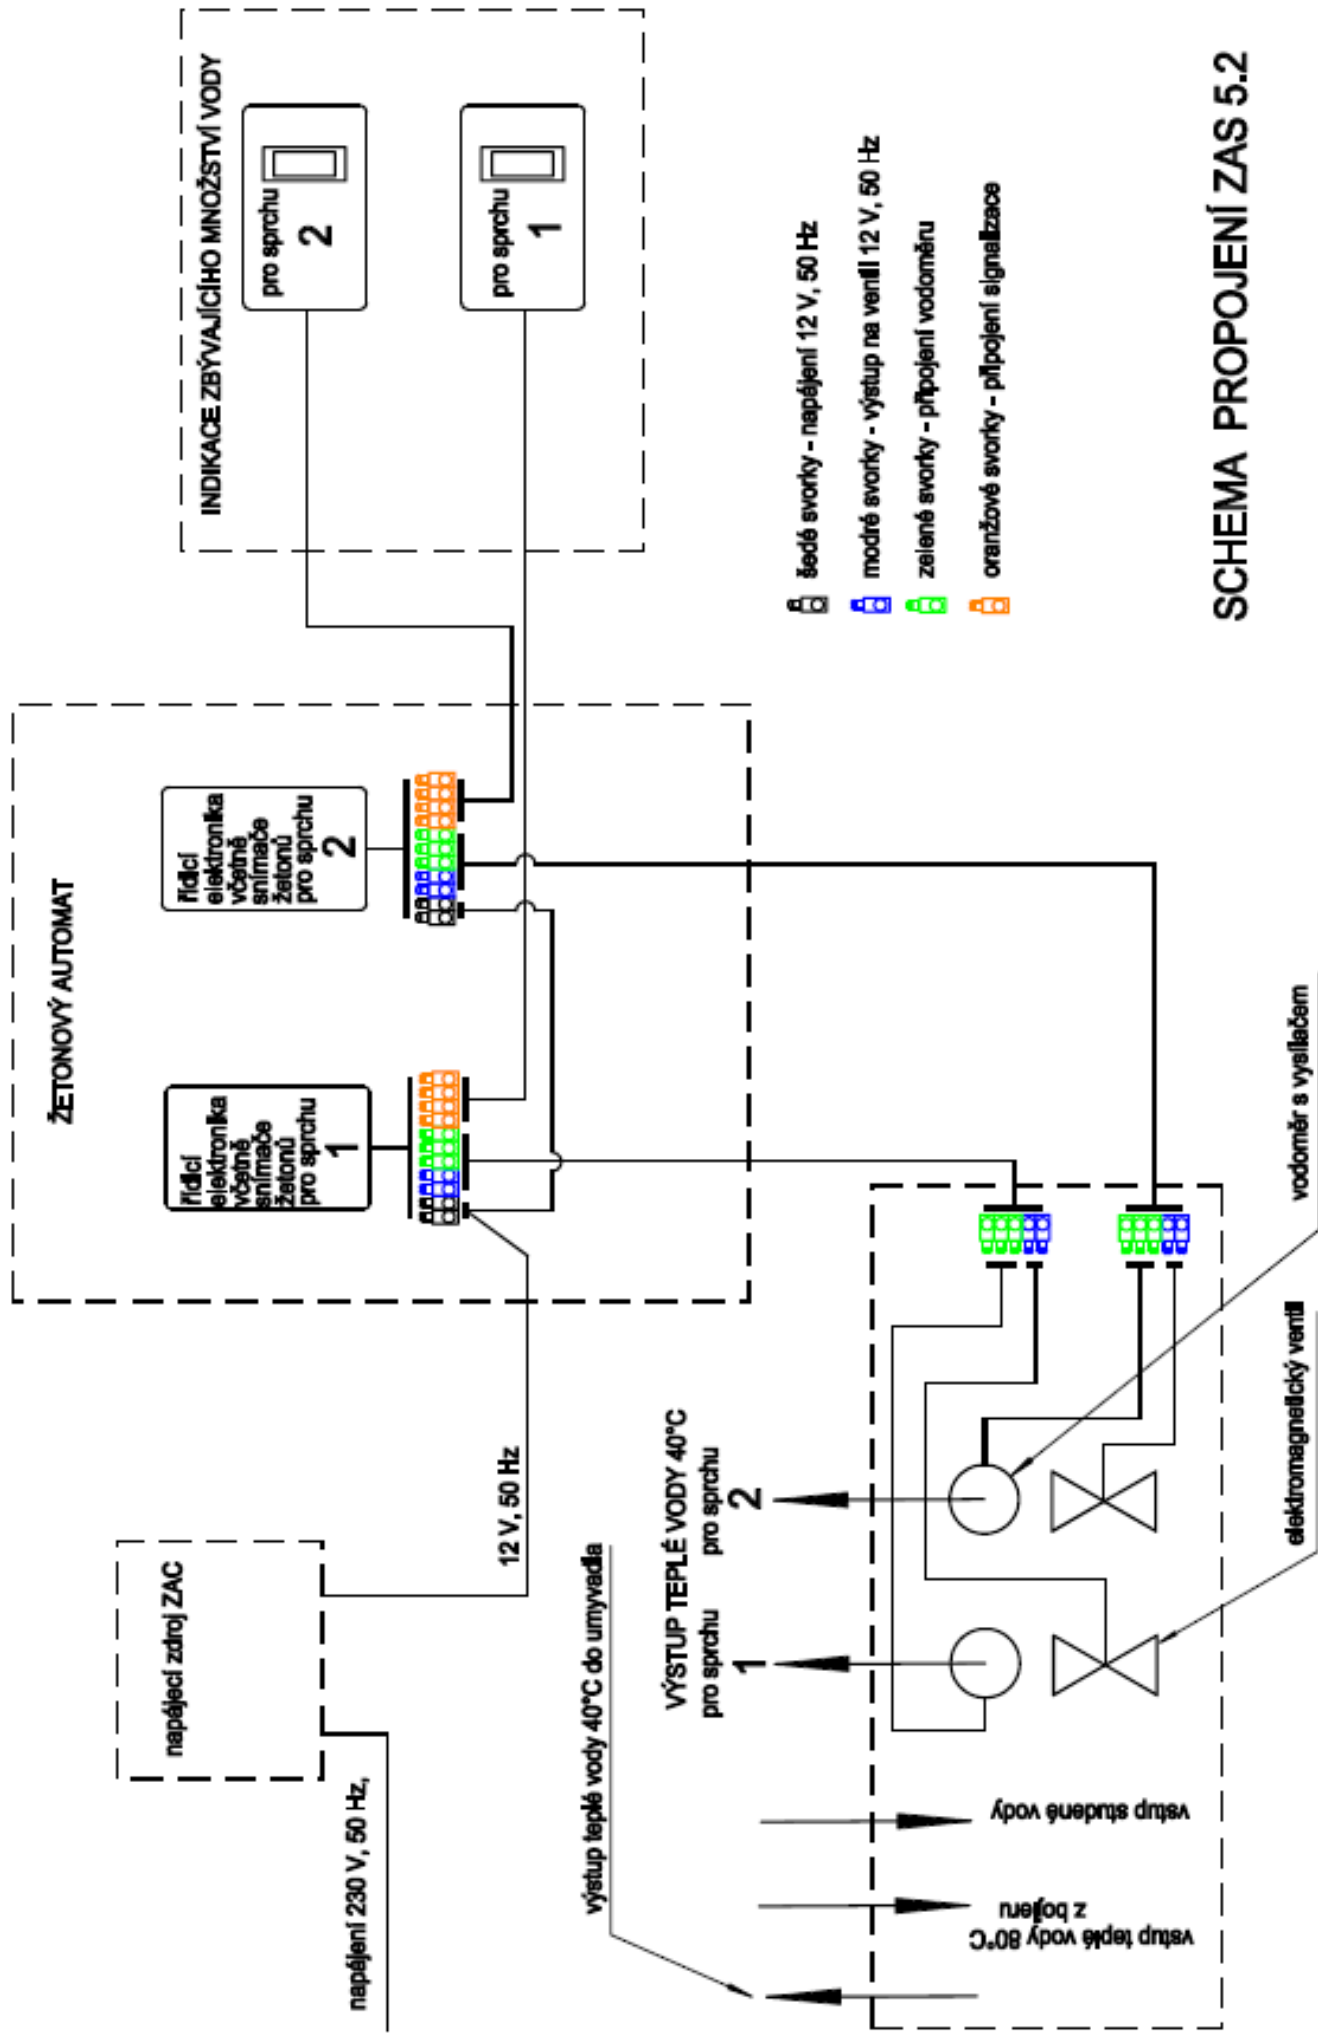 napájecí zdroj ZAC
napájení 230 V, 50 Hz,
12 V, 50 Hz
ŽETONOVÝ AUTOMAT
řídící
elektronika
včetně
snímače
žetonů
pro sprchu
1
řídící
elektronika
včetně
snímače
žetonů
pro sprchu
2
INDIKACE ZBÝVAJÍCÍHO MNOŽSTVÍ VODY
pro sprchu
2
pro sprchu
1
výstup teplé vody 40°C do umyvadla
VÝSTUP TEPLÉ VODY 40°C
pro sprchu
1
pro sprchu
2
vstup teplé vody 80°C
z bojleru
vstup studené vody
elektromagnetický ventil
vodoměr s vysílačem
šedé svorky - napájení 12 V, 50 Hz
modré svorky - výstup na ventil 12 V, 50 Hz
zelené svorky - připojení vodoměru
oranžové svorky - připojení signalizace
SCHEMA PROPOJENÍ ZAS 5.2